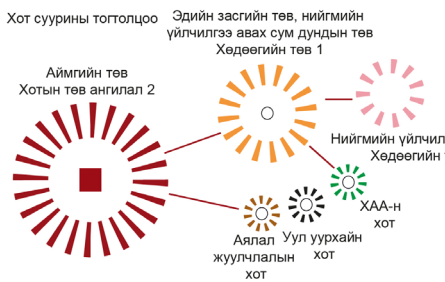 Хот суурины тогтолцоо
Эдийн засгийн төв, нийгмийн
үйлчилгээ авах сум дундын төв
Хөдөөгийн төв 1
Аймгийн төв
Хотын төв ангилал 2
Нийгмийн
Хөдөөгийн
ХАА-н
хот
Уул уурхайн
хот
Аялал
жуулчлалын
хот